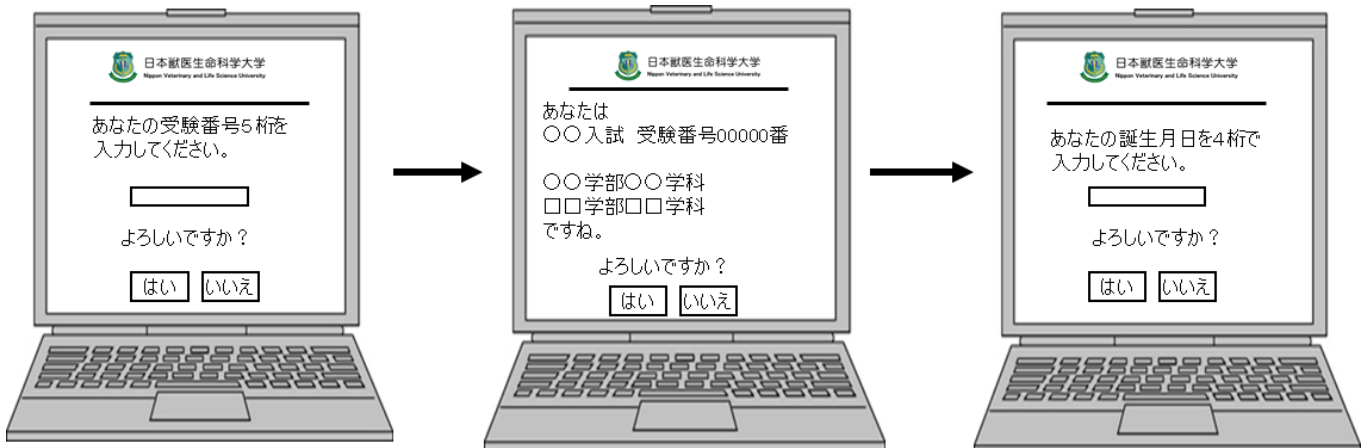 日本獣医生命科学大学
Nippon Veterinary and Life Science University
あなたの受験番号5桁を
入力してください。
よろしいですか？
はい いいえ
日本獣医生命科学大学
Nippon Veterinary and Life Science University
あなたは
○○入試 受験番号00000番
○○学部○○学科
□□学部□□学科
ですね。
よろしいですか？
はい いいえ
日本獣医生命科学大学
Nippon Veterinary and Life Science University
あなたの誕生月日を4桁で
入力してください。
よろしいですか？
はい いいえ